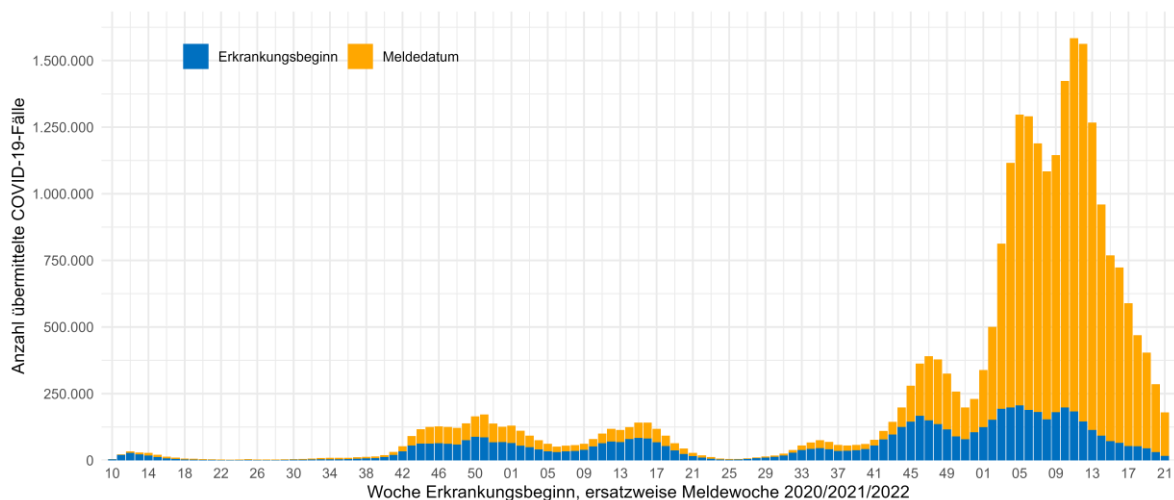 Erkrankungsbeginn Meldedatum
Anzahl übermittelte COVID-19-Fälle
1.500.000
1.250.000
1.000.000
750.000
500.000
250.000
0
10 14 18 22 26 30 33 38 42 46 50 01 05 09 13 17 21 25 29 33 37 41 45 49 01 05 09 13 17 21
Woche Erkrankungsbeginn, ersatzweise Meldewoche 2020/2021/2022